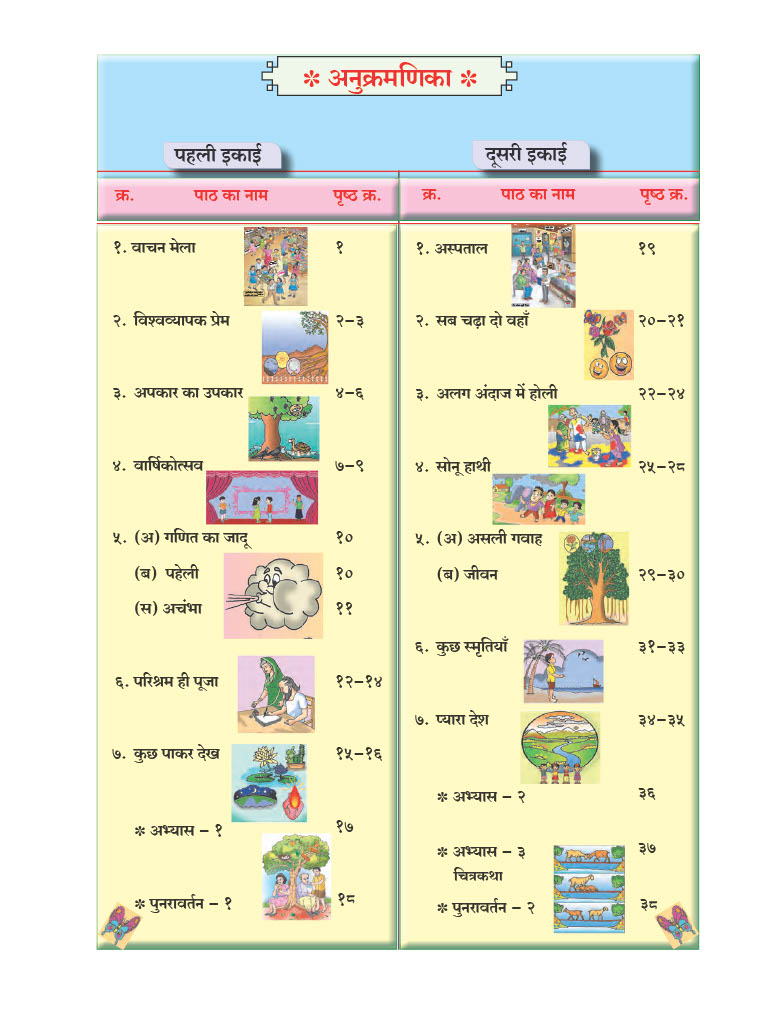 ✽ अनुक्रमणिका ✽
पहली इकाई
क्र. पाठ का नाम पृष्ठ क्र.
१. वाचन मेला १
२. विश्वव्यापक प्रेम २–३
३. अपकार का उपकार ४–६
४. वार्षिकोत्सव ७–९
५. (अ) गणित का जादू १०
(ब) पहेली १०
(स) अचंभा ११
६. परिश्रम ही पूजा १२–१४
७. कुछ पाकर देख १५–१६
✽ अभ्यास – १ १७
✽ पुनरावर्तन – १ १८
दूसरी इकाई
क्र. पाठ का नाम पृष्ठ क्र.
१. अस्पताल १९
२. सब चढ़ा दो वहाँ २०–२१
३. अलग अंदाज में होली २२–२४
४. सोनू हाथी २५–२८
५. (अ) असली गवाह
(ब) जीवन २९–३०
६. कुछ स्मृतियाँ ३१–३३
७. प्यारा देश ३४–३५
✽ अभ्यास – २ ३६
✽ अभ्यास – ३ ३७
चित्रकथा
✽ पुनरावर्तन – २ ३८